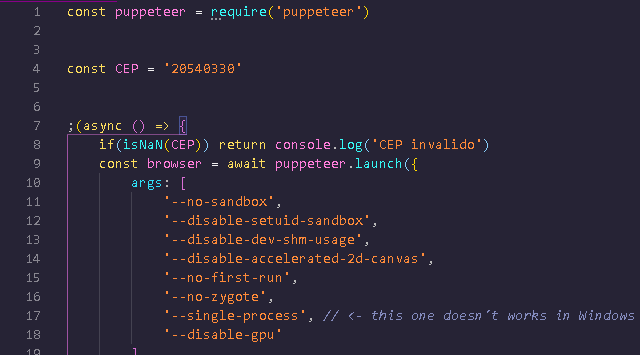 1 const puppeteer = require('puppeteer')
2
3
4 const CEP = '20540330'
5
6
7 ;(async () => {
8 if(isNaN(CEP)) return console.log('CEP invalido')
9 const browser = await puppeteer.launch({
10 args: [
11 '--no-sandbox',
12 '--disable-setuid-sandbox',
13 '--disable-dev-shm-usage',
14 '--disable-accelerated-2d-canvas',
15 '--no-first-run',
16 '--no-zygote',
17 '--single-process', // <- this one doesn't works in Windows
18 '--disable-gpu'
19 ]